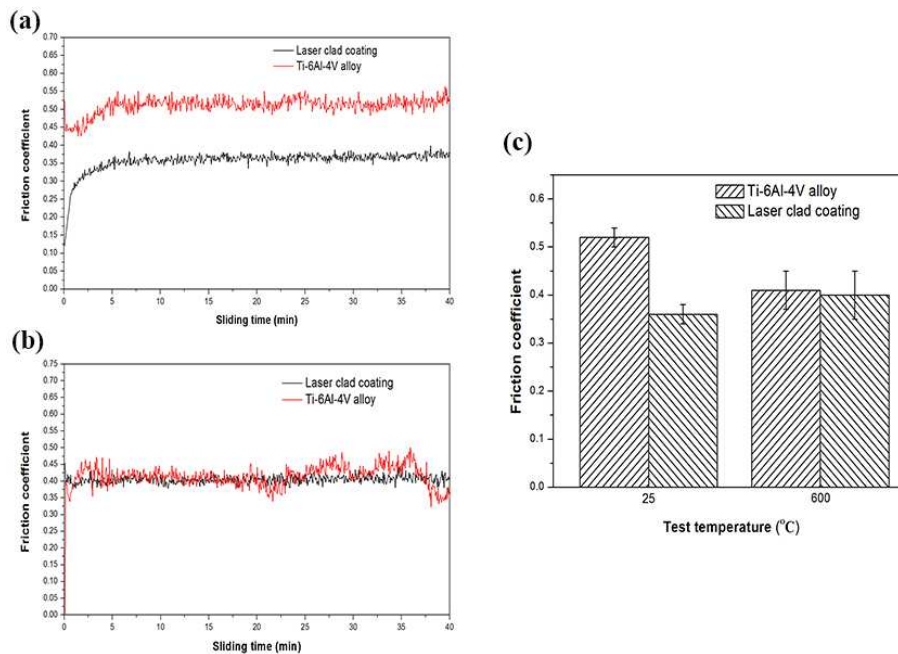 (a)
0.70
0.65
0.60
0.55
0.50
0.45
0.40
0.35
0.30
0.25
0.20
0.15
0.10
0.05
0.00
Friction coefficient
Laser clad coating
Ti-6Al-4V alloy
0 5 10 15 20 25 30 35 40
Sliding time (min)
(b)
0.75
0.70
0.65
0.60
0.55
0.50
0.45
0.40
0.35
0.30
0.25
0.20
0.15
0.10
0.05
0.00
Friction coefficient
Laser clad coating
Ti-6Al-4V alloy
0 5 10 15 20 25 30 35 40
Sliding time (min)
(c)
0.6
0.5
0.4
0.3
0.2
0.1
0.0
Friction coefficient
Ti-6Al-4V alloy
Laser clad coating
25 600
Test temperature (°C)